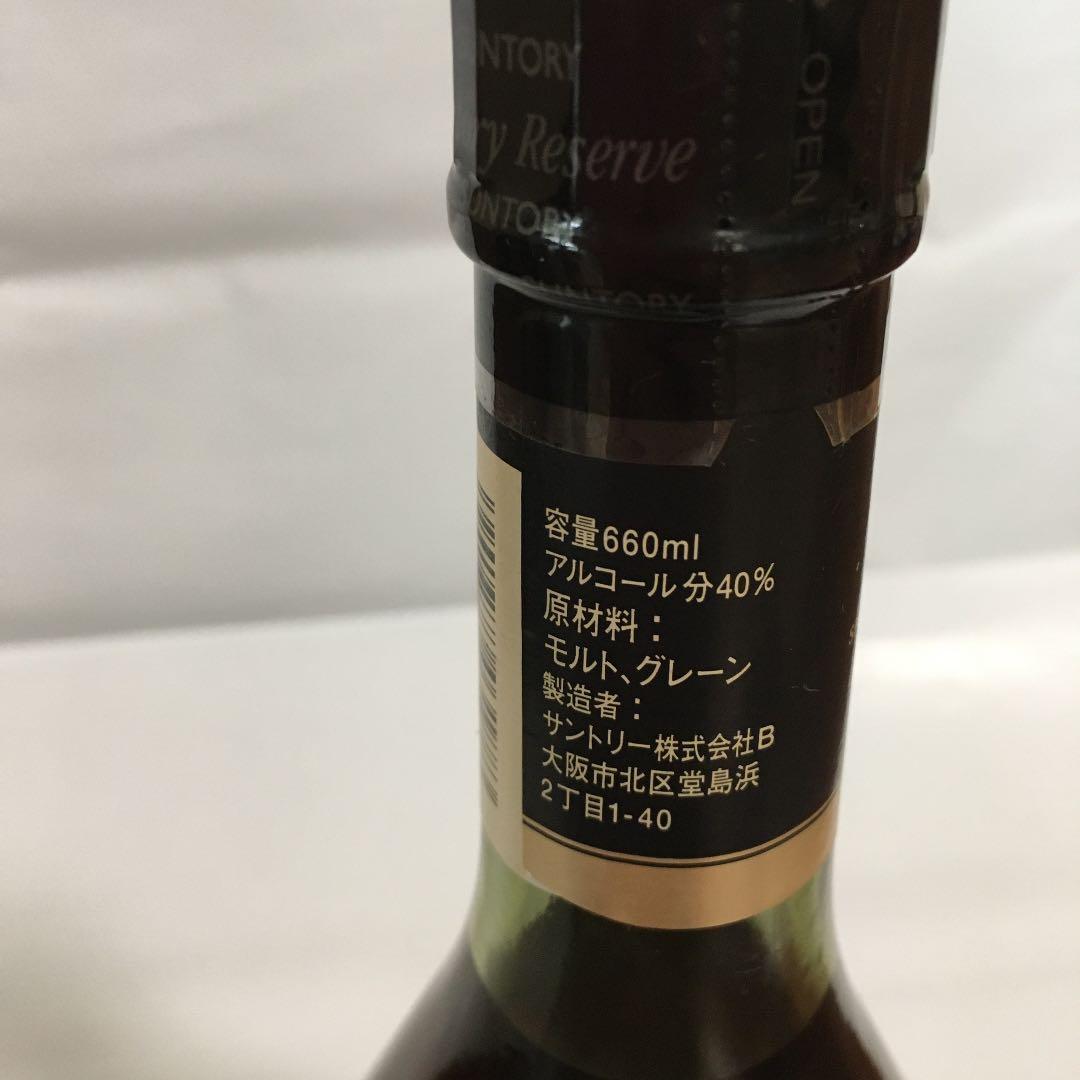 NTORY
ry Reserve
UNTORY
SUNTORY
OPEN
容量660ml
アルコール分40%
原材料：
モルト、グレーン
製造者：
サントリー株式会社B
大阪市北区堂島浜
2丁目1-40